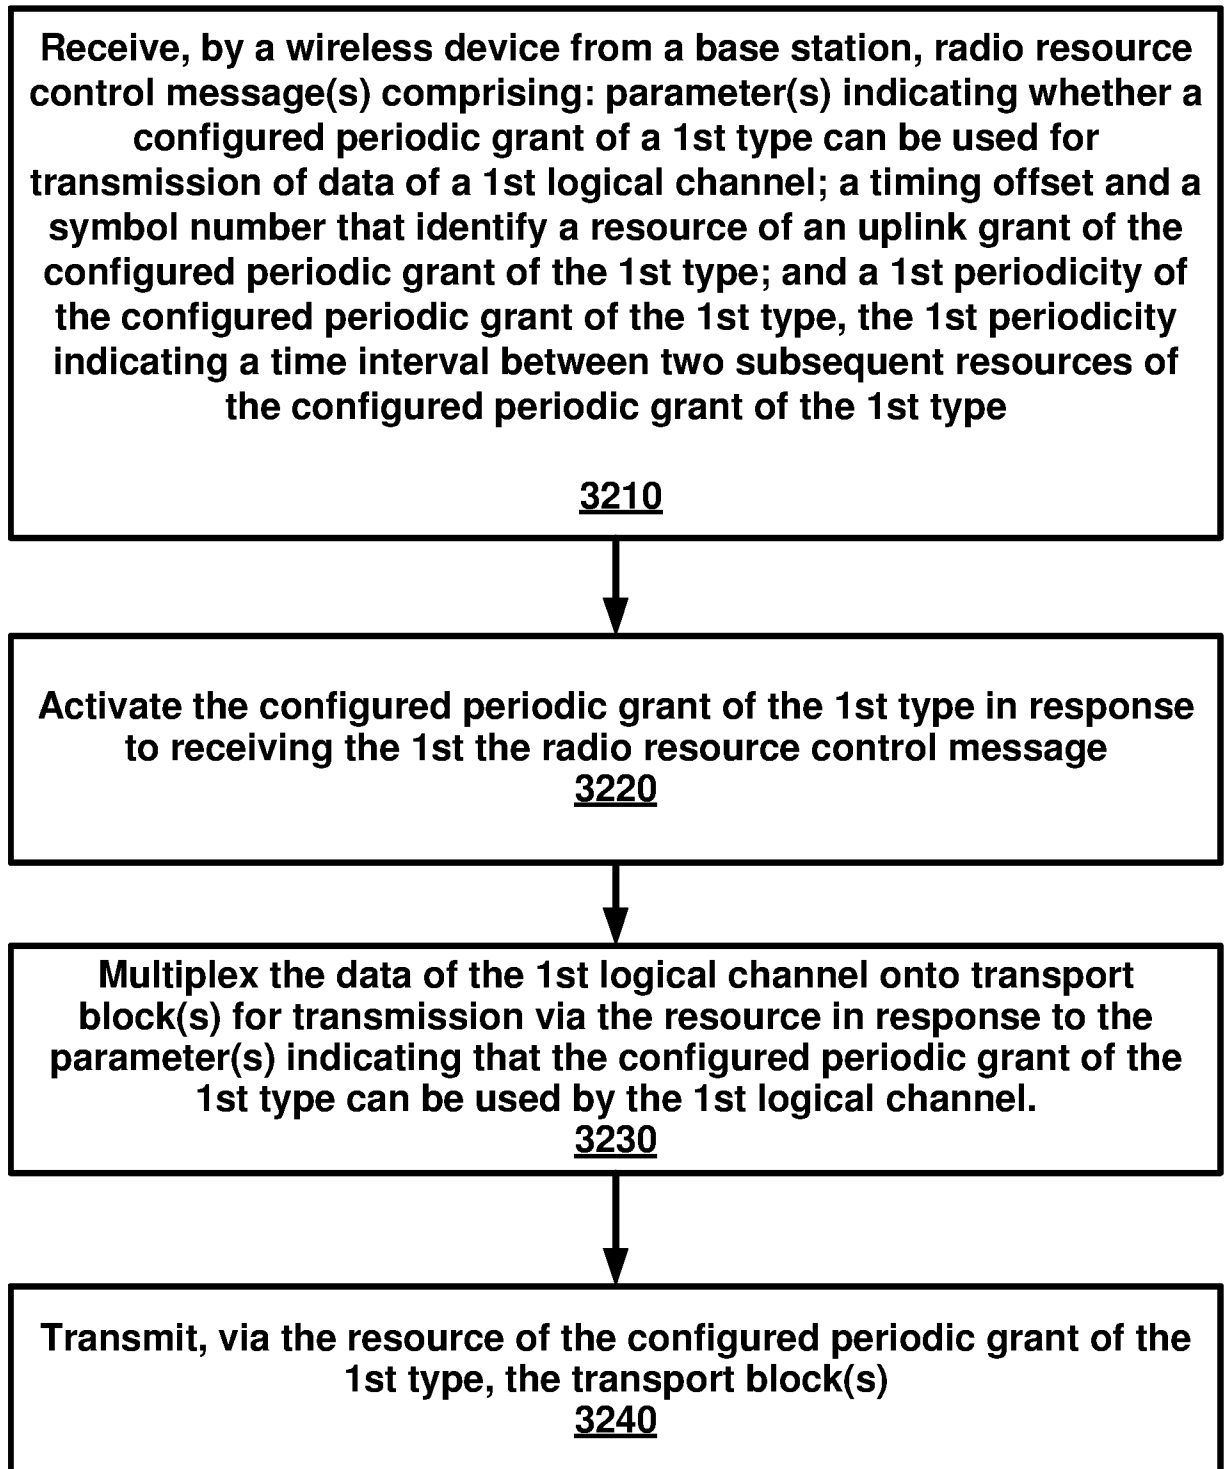 Receive, by a wireless device from a base station, radio resource
control message(s) comprising: parameter(s) indicating whether a
configured periodic grant of a 1st type can be used for
transmission of data of a 1st logical channel; a timing offset and a
symbol number that identify a resource of an uplink grant of the
configured periodic grant of the 1st type; and a 1st periodicity of
the configured periodic grant of the 1st type, the 1st periodicity
indicating a time interval between two subsequent resources of
the configured periodic grant of the 1st type
3210
Activate the configured periodic grant of the 1st type in response
to receiving the 1st the radio resource control message
3220
Multiplex the data of the 1st logical channel onto transport
block(s) for transmission via the resource in response to the
parameter(s) indicating that the configured periodic grant of the
1st type can be used by the 1st logical channel.
3230
Transmit, via the resource of the configured periodic grant of the
1st type, the transport block(s)
3240